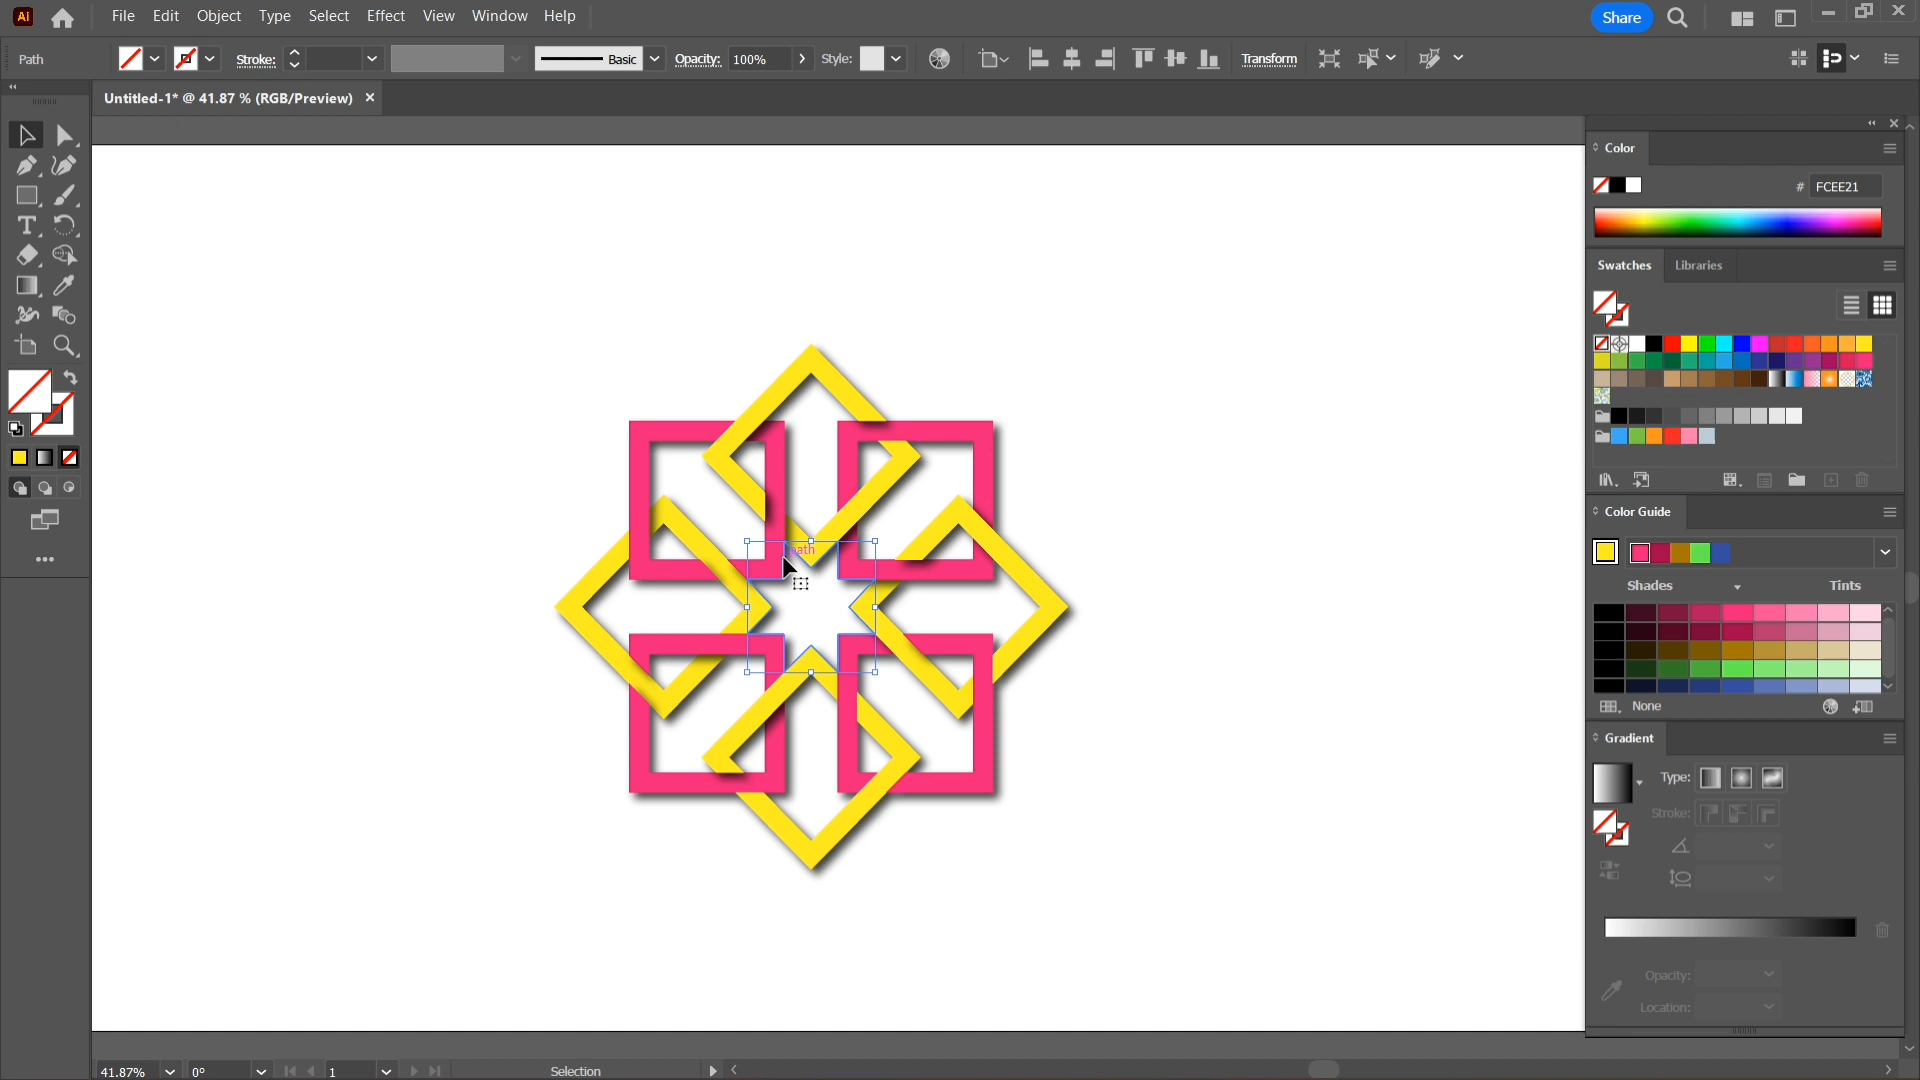 Ai File Edit Object Type Select Effect View Window Help Share
Path Stroke: Basic Opacity: 100% Style: Transform
Untitled-1* @ 41.87 % (RGB/Preview)
Color
# FCEE21
Swatches Libraries
Color Guide
path
Shades Tints
None
Gradient
Type:
Stroke:
Opacity:
Location:
41.87% 0° 1 Selection